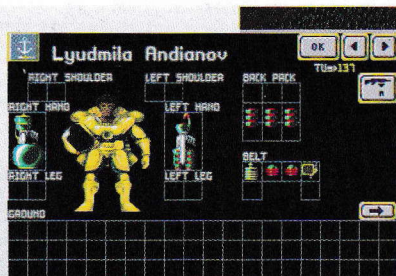 Lyudmila Andianov
OK
TUs>137
RIGHT SHOULDER
LEFT SHOULDER
BACK PACK
RIGHT HAND
LEFT HAND
BELT
RIGHT LEG
LEFT LEG
GROUND